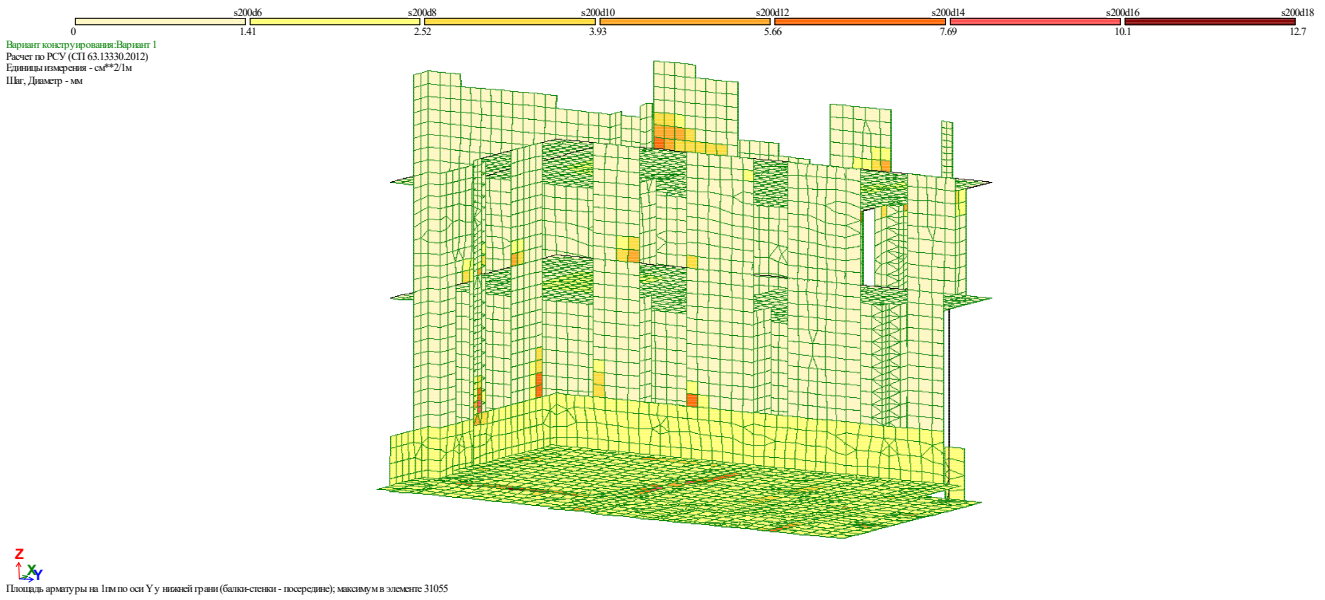 s200d6 s200d8 s200d10 s200d12 s200d14 s200d16 s200d18
0 1.41 2.52 3.93 5.66 7.69 10.1 12.7
Вариант конструирования:Вариант 1
Расчет по РСУ (СП 63.13330.2012)
Единицы измерения - см**2/1м
Шаг, Диаметр - мм
Z
X
Y
Площадь арматуры на 1пм по оси Y у нижней грани (балки-стенки - посередине); максимум в элементе 31055